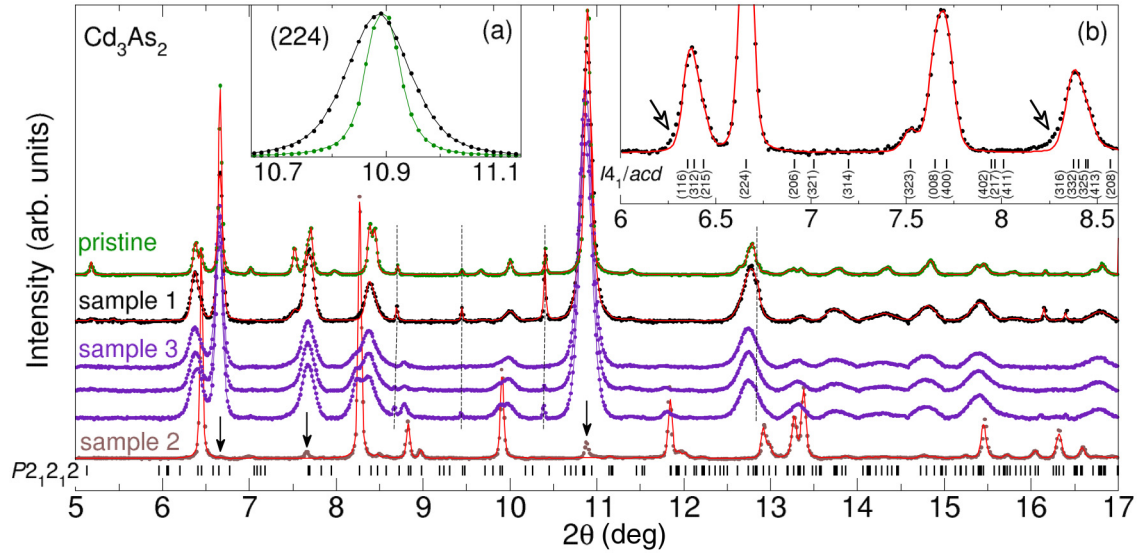 Cd3As2
(224)
(a)
(b)
10.7 10.9 11.1
I41/acd
(116) (312) (215) (224) (206) (321) (314) (323) (008) (400) (402) (217) (411) (316) (332) (325) (413) (208)
6 6.5 7 7.5 8 8.5
Intensity (arb. units)
pristine
sample 1
sample 3
sample 2
P21212
5 6 7 8 9 10 11 12 13 14 15 16 17
2θ (deg)